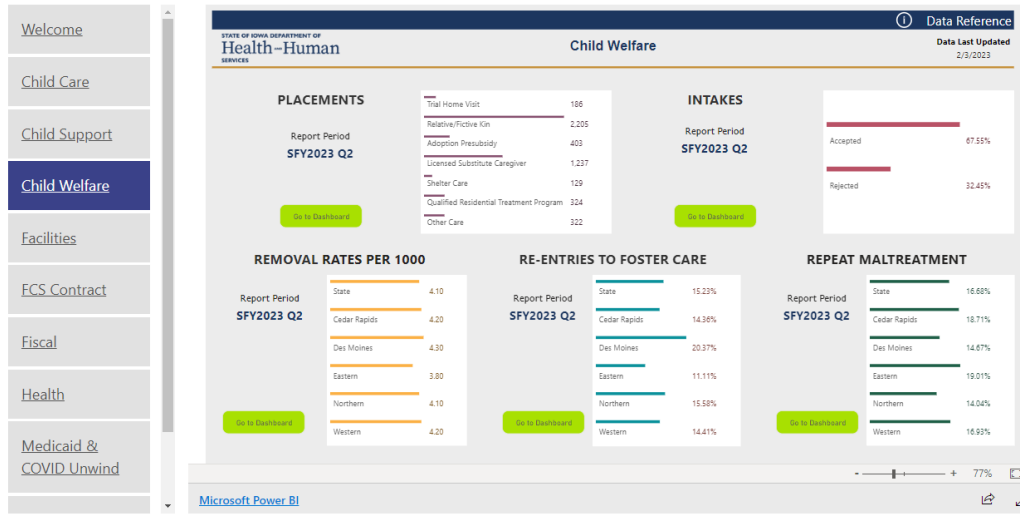 Welcome
Child Care
Child Support
Child Welfare
Facilities
FCS Contract
Fiscal
Health
Medicaid &
COVID Unwind
Data Reference
STATE OF IOWA DEPARTMENT OF
Health-Human
SERVICES
Child Welfare
Data Last Updated
2/3/2023
PLACEMENTS
Report Period
SFY2023 Q2
Go to Dashboard
Trial Home Visit 186
Relative/Fictive Kin 2,205
Adoption Presubsidy 403
Licensed Substitute Caregiver 1,237
Shelter Care 129
Qualified Residential Treatment Program 324
Other Care 322
INTAKES
Report Period
SFY2023 Q2
Go to Dashboard
Accepted 67.55%
Rejected 32.45%
REMOVAL RATES PER 1000
Report Period
SFY2023 Q2
Go to Dashboard
State 4.10
Cedar Rapids 4.20
Des Moines 4.30
Eastern 3.80
Northern 4.10
Western 4.20
RE-ENTRIES TO FOSTER CARE
Report Period
SFY2023 Q2
Go to Dashboard
State 15.23%
Cedar Rapids 14.36%
Des Moines 20.37%
Eastern 11.11%
Northern 15.58%
Western 14.41%
REPEAT MALTREATMENT
Report Period
SFY2023 Q2
Go to Dashboard
State 16.68%
Cedar Rapids 18.71%
Des Moines 14.67%
Eastern 19.01%
Northern 14.04%
Western 16.93%
- + 77%
Microsoft Power BI